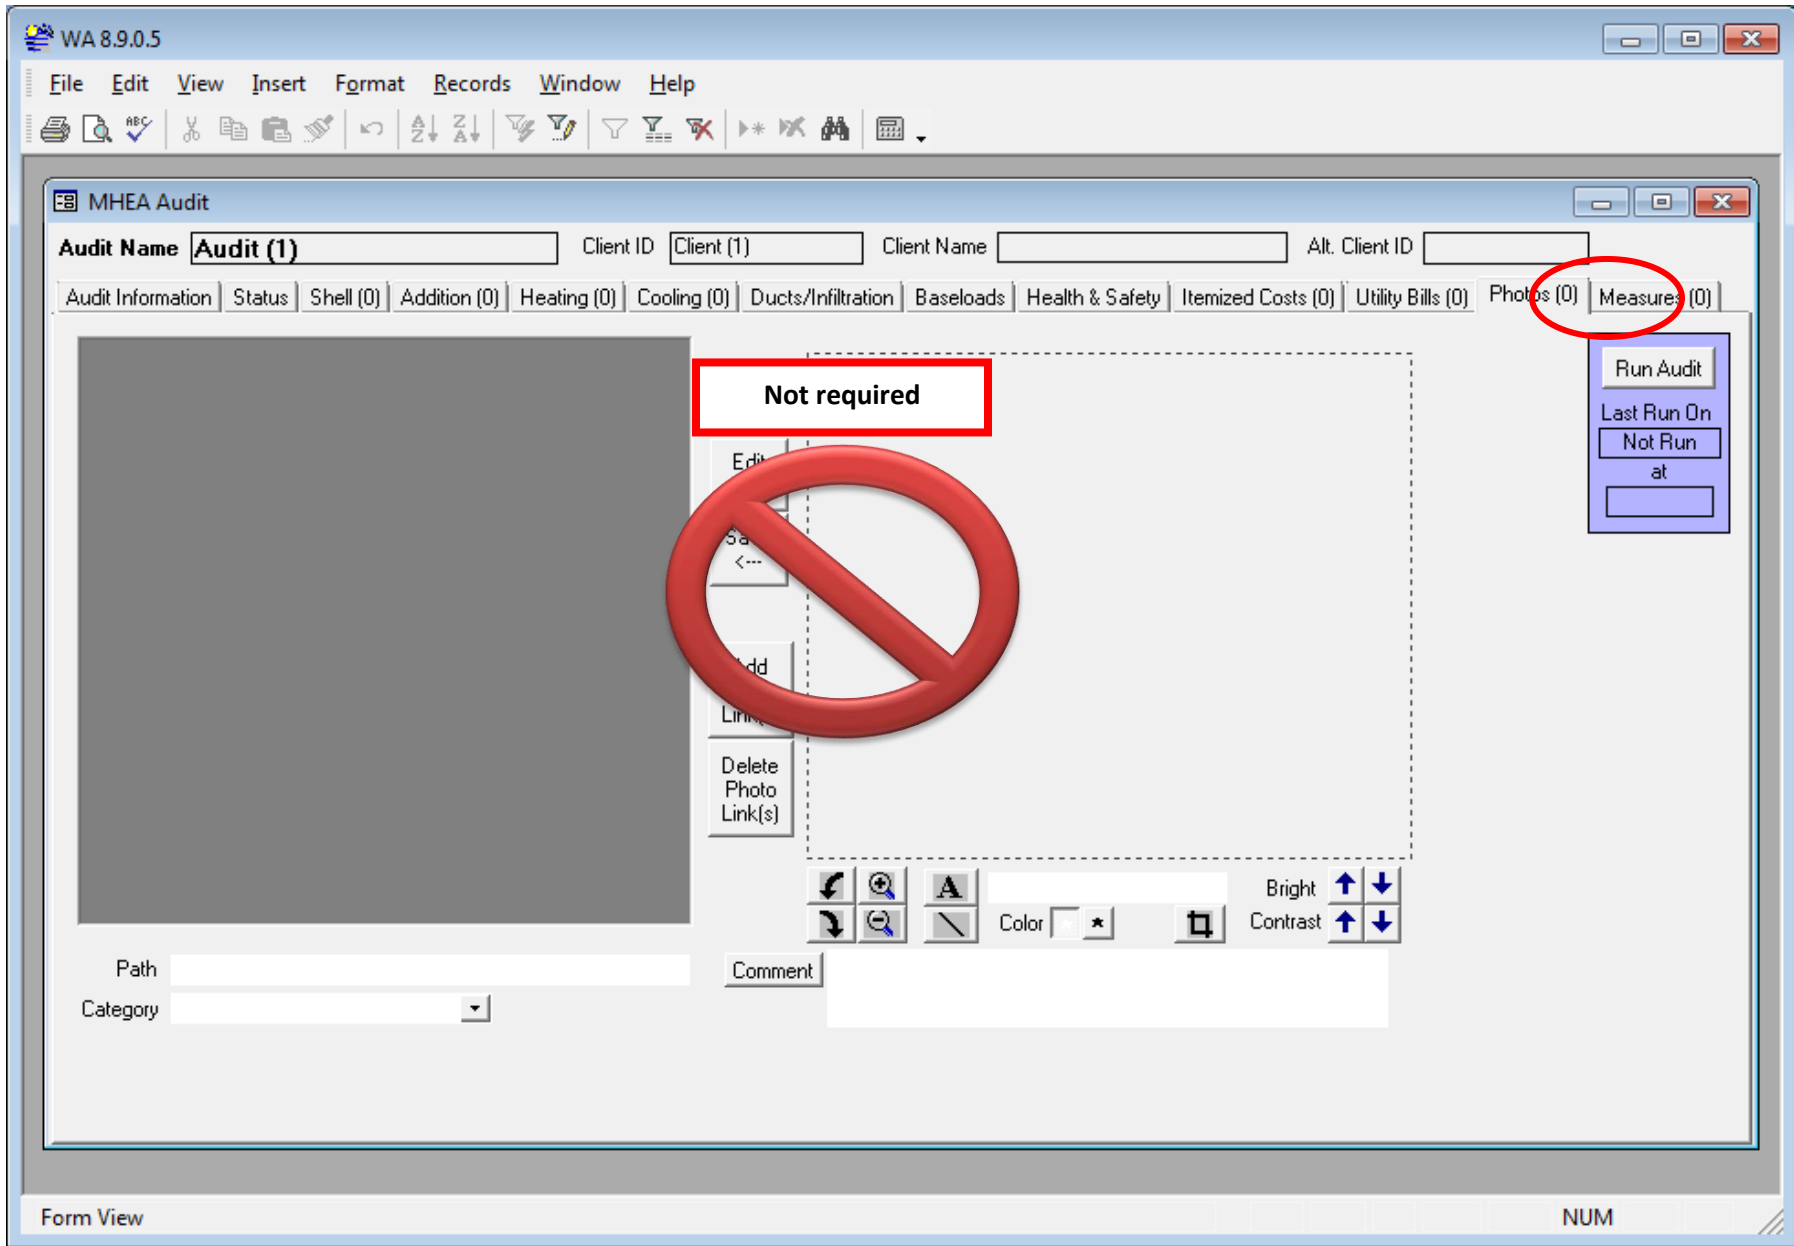 WA 8.9.0.5
File Edit View Insert Format Records Window Help
MHEA Audit
Audit Name Audit (1) Client ID Client (1) Client Name Alt. Client ID
Audit Information Status Shell (0) Addition (0) Heating (0) Cooling (0) Ducts/Infiltration Baseloads Health & Safety Itemized Costs (0) Utility Bills (0) Photos (0) Measures (0)
Not required
Run Audit
Last Run On
Not Run
at
Edit
<---
Delete
Photo
Link(s)
A
Bright
Color
Contrast
Path
Comment
Category
Form View NUM